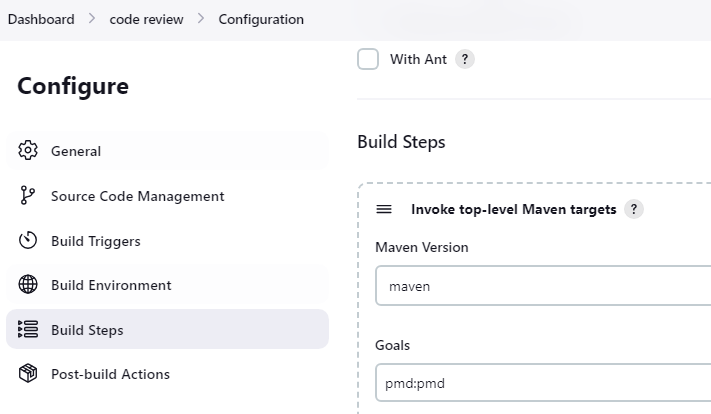 Dashboard > code review > Configuration
With Ant ?
Configure
General
Source Code Management
Build Triggers
Build Environment
Build Steps
Post-build Actions
Build Steps
Invoke top-level Maven targets ?
Maven Version
maven
Goals
pmd:pmd